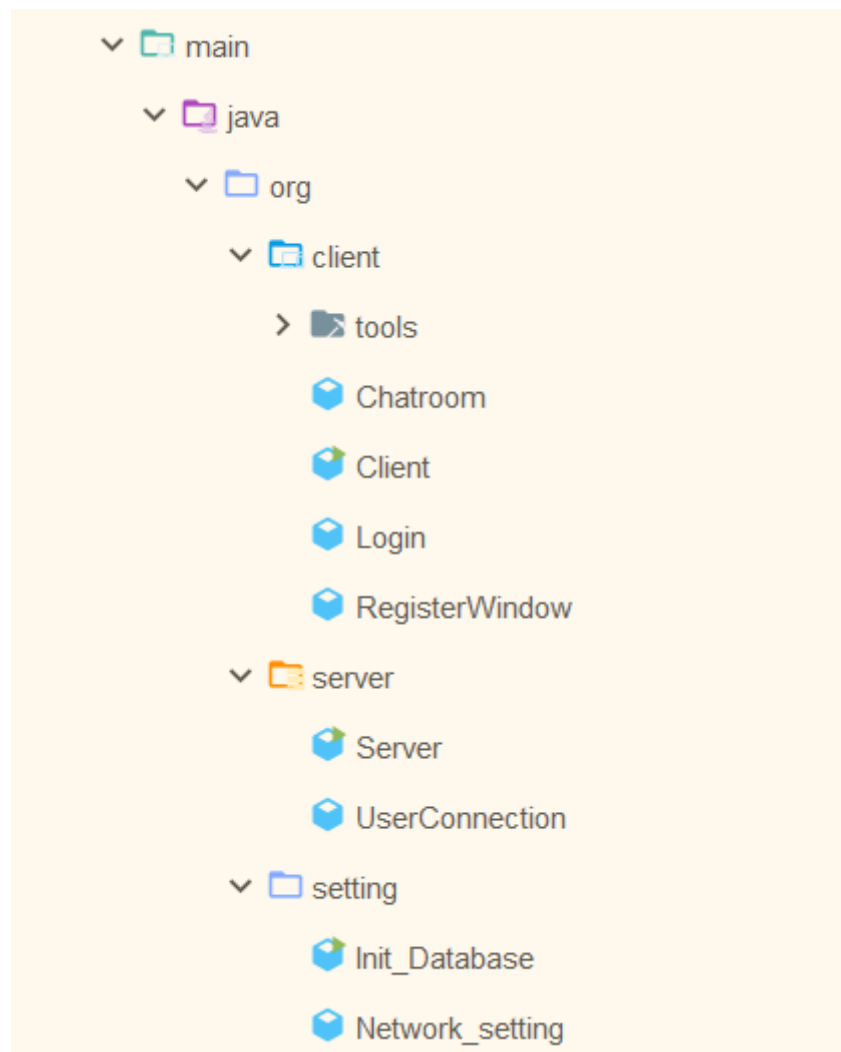 main
java
org
client
tools
Chatroom
Client
Login
RegisterWindow
server
Server
UserConnection
setting
Init_Database
Network_setting